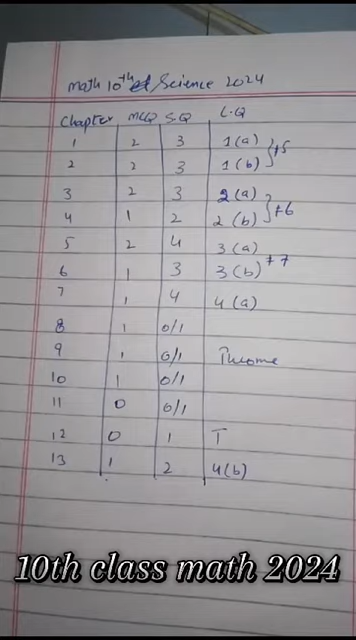 math 10th Science 2024
Chapter MCQ SQ L.Q
1 2 3 1(a)
2 2 3 1(b) +5
3 2 3 2(a)
4 1 2 2(b) +6
5 2 4 3(a)
6 1 3 3(b) +7
7 1 4 4(a)
8 1 0/1
9 1 0/1
10 1 0/1
11 0 0/1
12 0 1 T
13 1 2 4(b)
10th class math 2024